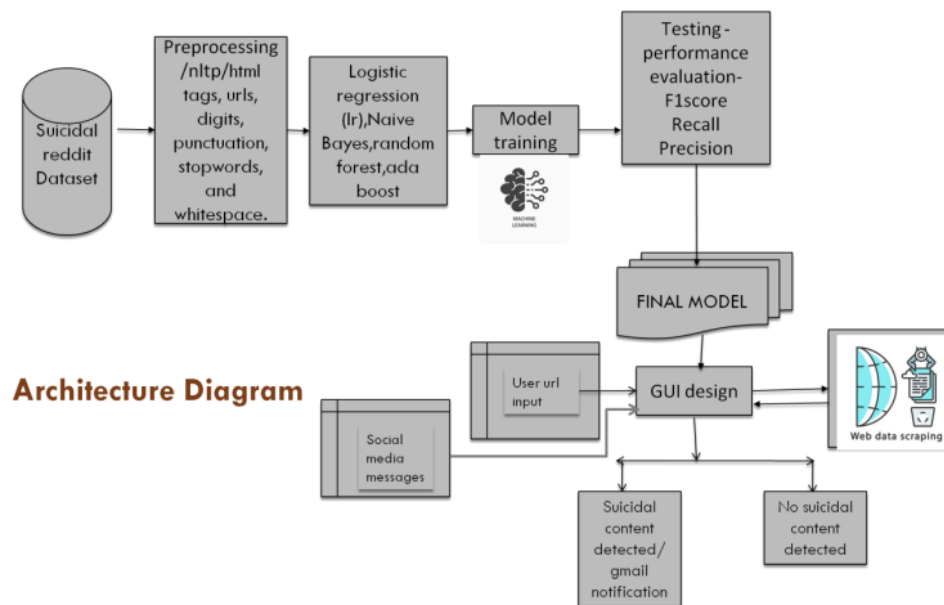 Suicidal
reddit
Dataset
Preprocessing
/nltp/html
tags, urls,
digits,
punctuation,
stopwords,
and
whitespace.
Logistic
regression
(lr),Naive
Bayes,random
forest,ada
boost
Model
training
MACHINE
LEARNING
Testing -
performance
evaluation-
F1score
Recall
Precision
FINAL MODEL
Architecture Diagram
User url
input
GUI design
Web data scraping
Social
media
messages
Suicidal
content
detected/
gmail
notification
No suicidal
content
detected